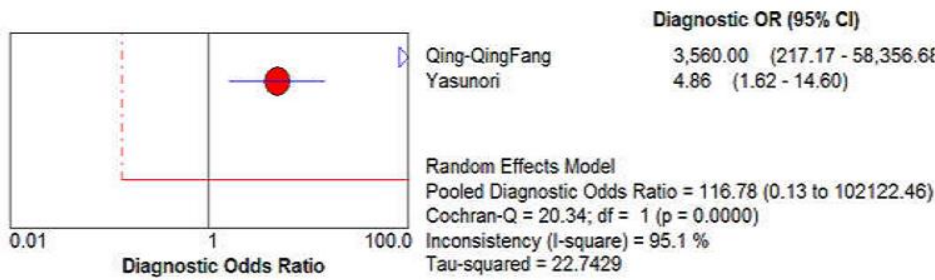 Diagnostic OR (95% CI)
Qing-QingFang 3,560.00 (217.17 - 58,356.68
Yasunori 4.86 (1.62 - 14.60)
Random Effects Model
Pooled Diagnostic Odds Ratio = 116.78 (0.13 to 102122.46)
Cochran-Q = 20.34; df = 1 (p = 0.0000)
Inconsistency (I-square) = 95.1 %
Tau-squared = 22.7429
0.01 1 100.0
Diagnostic Odds Ratio